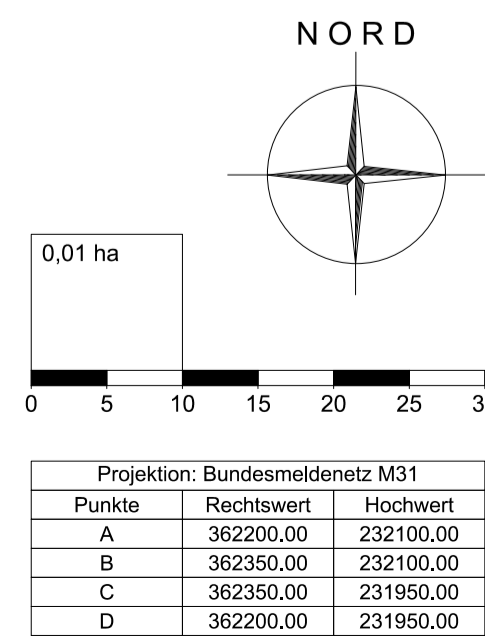 NORD
0,01 ha
0 5 10 15 20 25 3
Projektion: Bundesmeldenetz M31
Punkte Rechtswert Hochwert
A 362200.00 232100.00
B 362350.00 232100.00
C 362350.00 231950.00
D 362200.00 231950.00